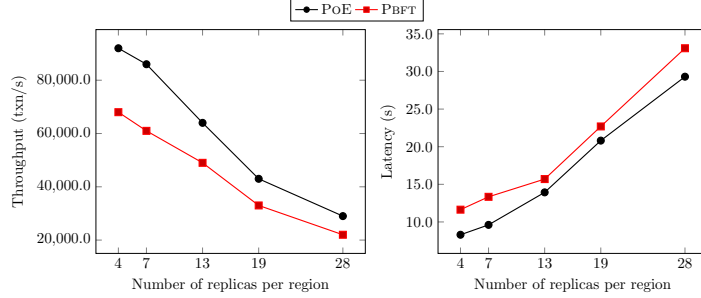 PoE PBFT
Throughput (txn/s)
80,000.0
60,000.0
40,000.0
20,000.0
4 7 13 19 28
Number of replicas per region
Latency (s)
35.0
30.0
25.0
20.0
15.0
10.0
4 7 13 19 28
Number of replicas per region